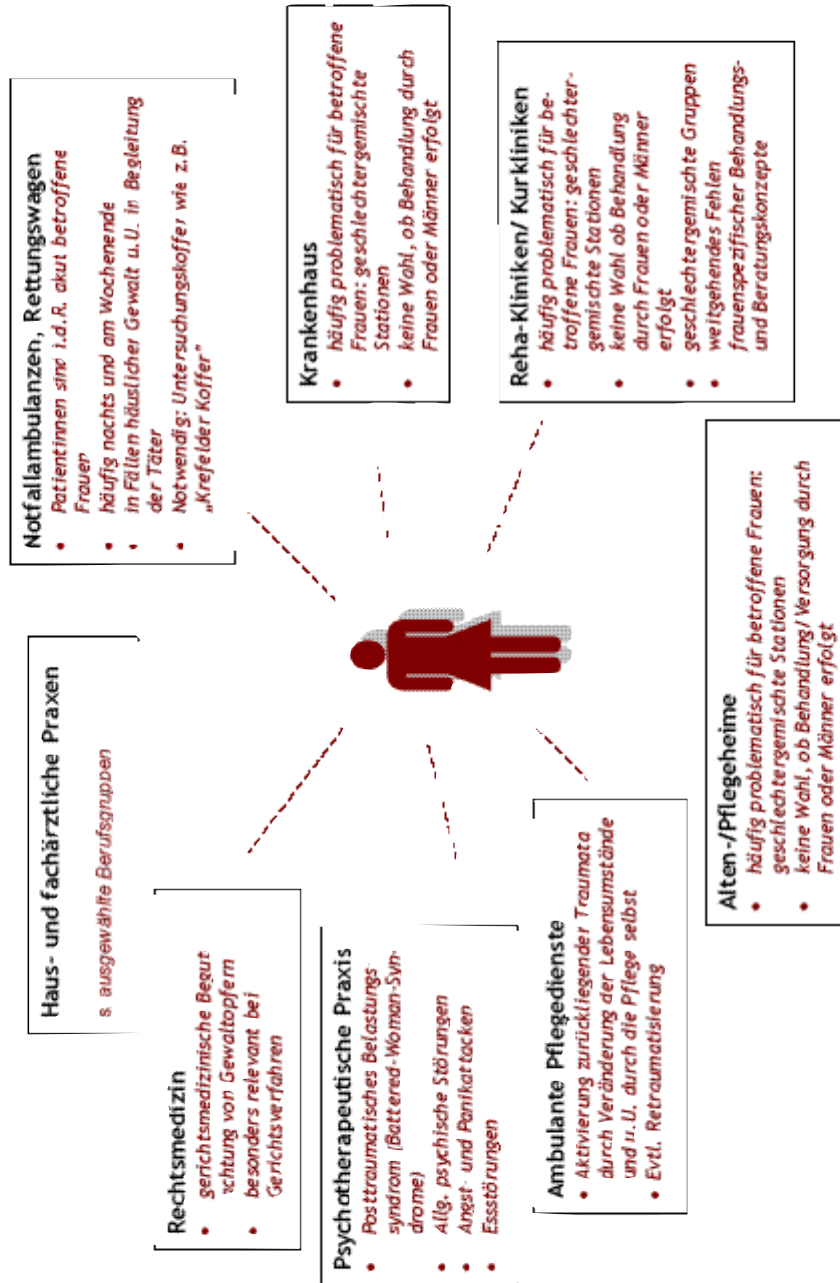 Haus- und fachärztliche Praxen
s. ausgewählte Berufsgruppen
Notfallambulanzen, Rettungswagen
• Patientinnen sind i.d.R. akut betroffene
Frauen
• häufig nachts und am Wochenende
• in Fällen häuslicher Gewalt u.U. in Begleitung
der Täter
• Notwendig: Untersuchungskoffer wie z.B.
„Krefelder Koffer”
Rechtsmedizin
• gerichtsmedizinische Begut
achtung von Gewaltopfern
• besonders relevant bei
Gerichtsverfahren
Krankenhaus
• häufig problematisch für betroffene
Frauen: geschlechtergemischte
Stationen
• keine Wahl, ob Behandlung durch
Frauen oder Männer erfolgt
Psychotherapeutische Praxis
• Posttraumatisches Belastungs-
syndrom (Battered-Woman-Syn-
drome)
• Allg. psychische Störungen
• Angst- und Panikattacken
• Essstörungen
Reha-Kliniken/ Kurkliniken
• häufig problematisch für be-
troffene Frauen: geschlechter-
gemischte Stationen
• keine Wahl ob Behandlung
durch Frauen oder Männer
erfolgt
• geschlechtergemischte Gruppen
• weitgehendes Fehlen
frauenspezifischer Behandlungs-
und Beratungskonzepte
Ambulante Pflegedienste
• Aktivierung zurückliegender Traumata
durch Veränderung der Lebensumstände
und u.U. durch die Pflege selbst
• Evtl. Retraumatisierung
Alten-/Pflegeheime
• häufig problematisch für betroffene Frauen:
geschlechtergemischte Stationen
• keine Wahl, ob Behandlung/Versorgung durch
Frauen oder Männer erfolgt